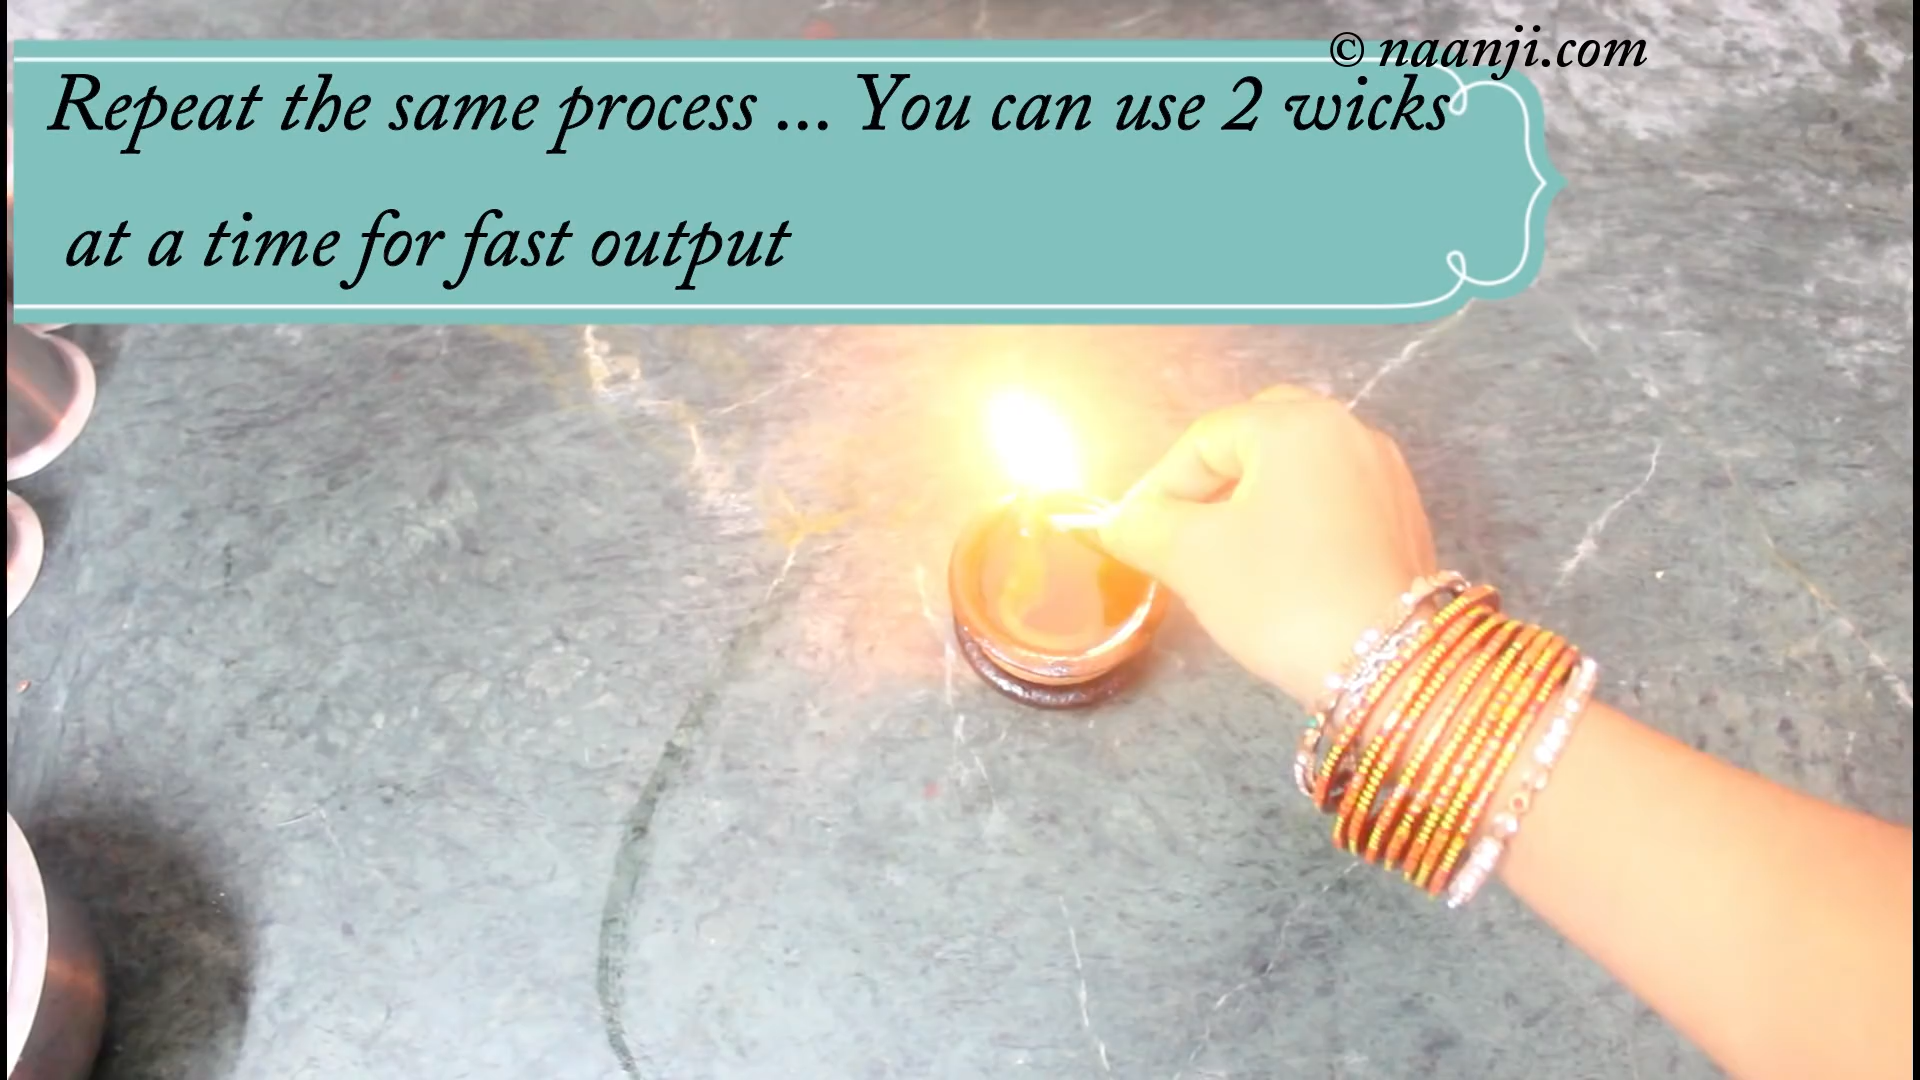 © naanji.com
Repeat the same process ... You can use 2 wicks
at a time for fast output